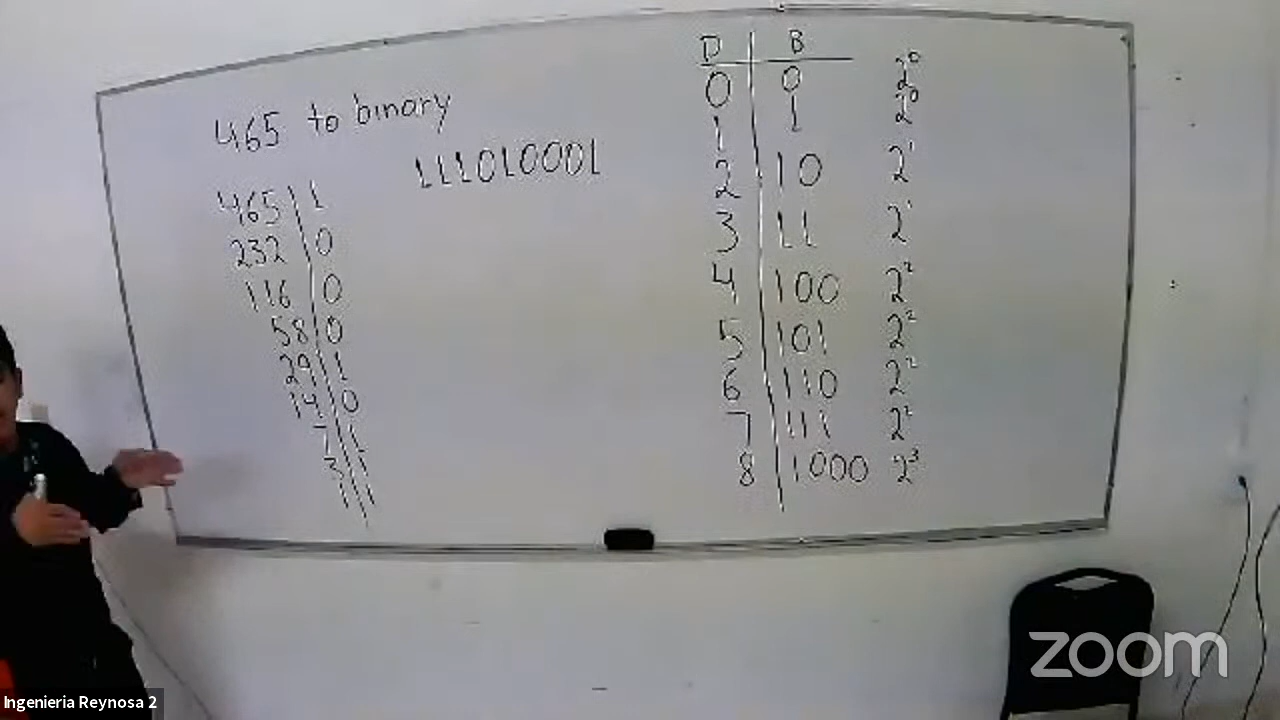 465 to binary
111010001
465 | 1
232 | 0
116 | 0
58 | 0
29 | 1
14 | 0
7 | 1
3 | 1
1 | 1
D | B
0 | 0 2⁰
1 | 1 2⁰
2 | 10 2¹
3 | 11 2¹
4 | 100 2²
5 | 101 2²
6 | 110 2²
7 | 111 2²
8 | 1000 2³
zoom
Ingenieria Reynosa 2